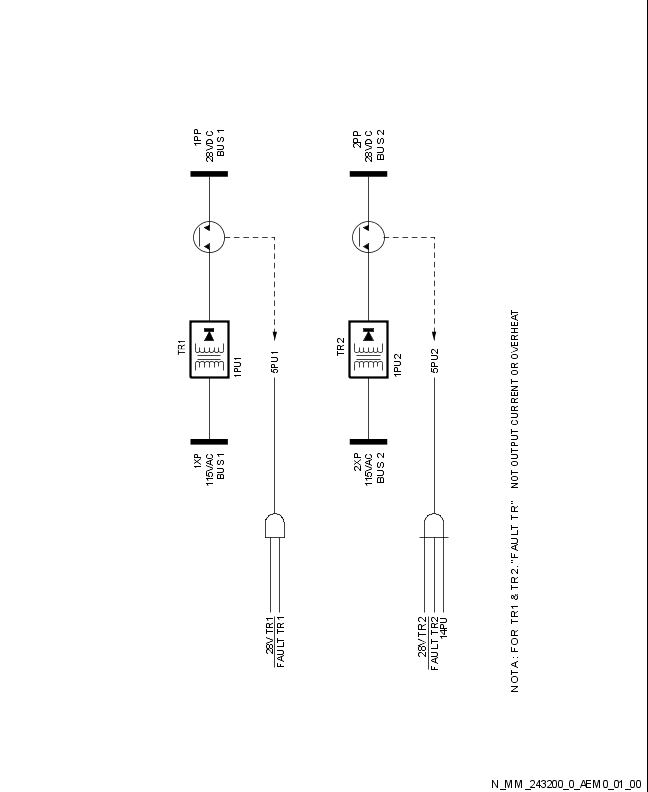 1PP
28VDC
BUS 1
TR1
1PU1
1XP
115VAC
BUS 1
5PU1
28V TR1
FAULT TR1
2PP
28VDC
BUS 2
TR2
1PU2
2XP
115VAC
BUS 2
5PU2
28V TR2
FAULT TR2
14PU
NOTA : FOR TR1 & TR2. "FAULT TR" NOT OUTPUT CURRENT OR OVERHEAT
N_MM_243200_0_AEM0_01_00